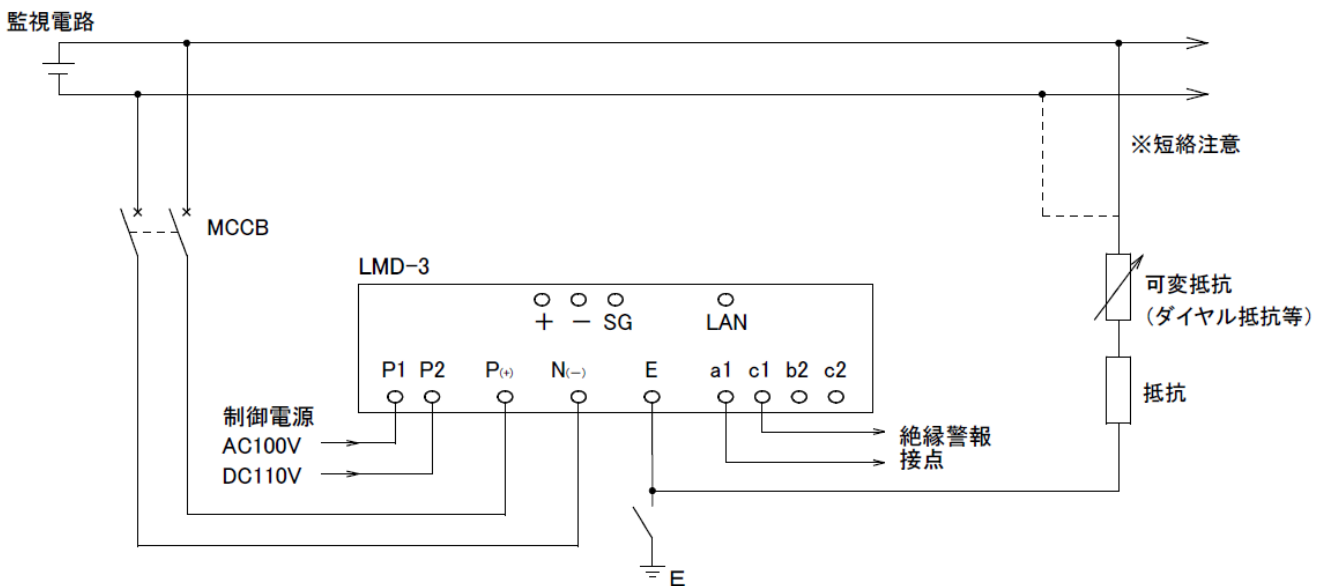 監視電路
※短絡注意
MCCB
LMD-3
+ − SG LAN
可変抵抗
(ダイヤル抵抗等)
P1 P2 P(+) N(−) E a1 c1 b2 c2
抵抗
制御電源
AC100V
DC110V
絶縁警報
接点
E